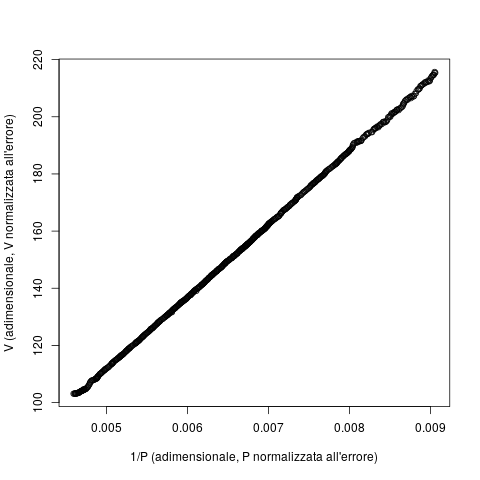 220
200
180
160
140
120
100
V (adimensionale, V normalizzata all'errore)
0.005 0.006 0.007 0.008 0.009
1/P (adimensionale, P normalizzata all'errore)